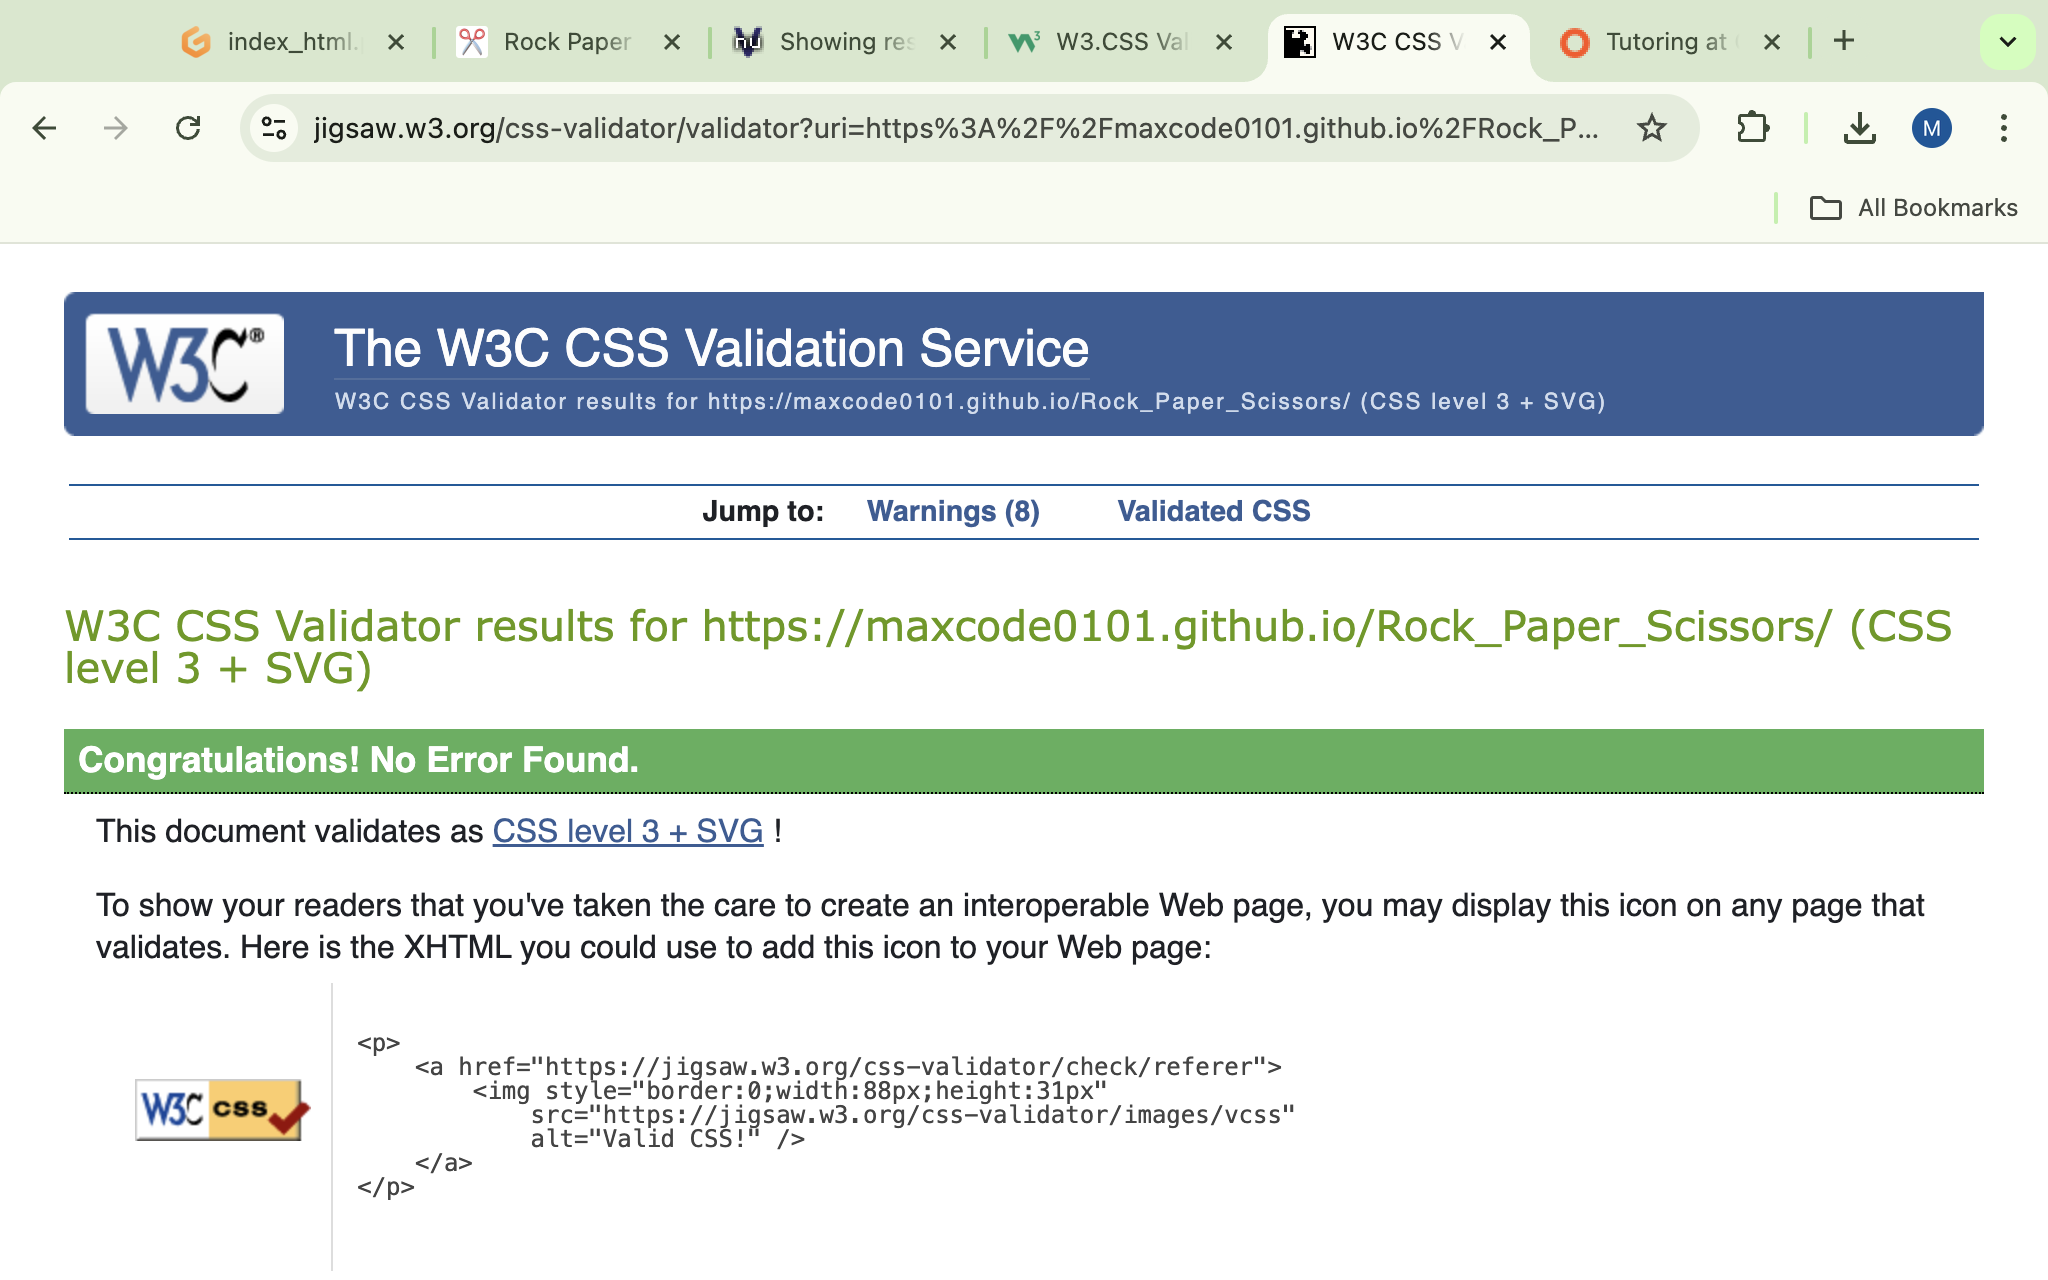 index_html.
Rock Paper
Showing res
W3.CSS Val
W3C CSS V
Tutoring at
jigsaw.w3.org/css-validator/validator?uri=https%3A%2F%2Fmaxcode0101.github.io%2FRock_P...
M
All Bookmarks
W3C®
The W3C CSS Validation Service
W3C CSS Validator results for https://maxcode0101.github.io/Rock_Paper_Scissors/ (CSS level 3 + SVG)
Jump to: Warnings (8) Validated CSS
W3C CSS Validator results for https://maxcode0101.github.io/Rock_Paper_Scissors/ (CSS
level 3 + SVG)
Congratulations! No Error Found.
This document validates as CSS level 3 + SVG !
To show your readers that you've taken the care to create an interoperable Web page, you may display this icon on any page that
validates. Here is the XHTML you could use to add this icon to your Web page:
W3C css
<p>
    <a href="https://jigsaw.w3.org/css-validator/check/referer">
        <img style="border:0;width:88px;height:31px"
            src="https://jigsaw.w3.org/css-validator/images/vcss"
            alt="Valid CSS!" />
    </a>
</p>